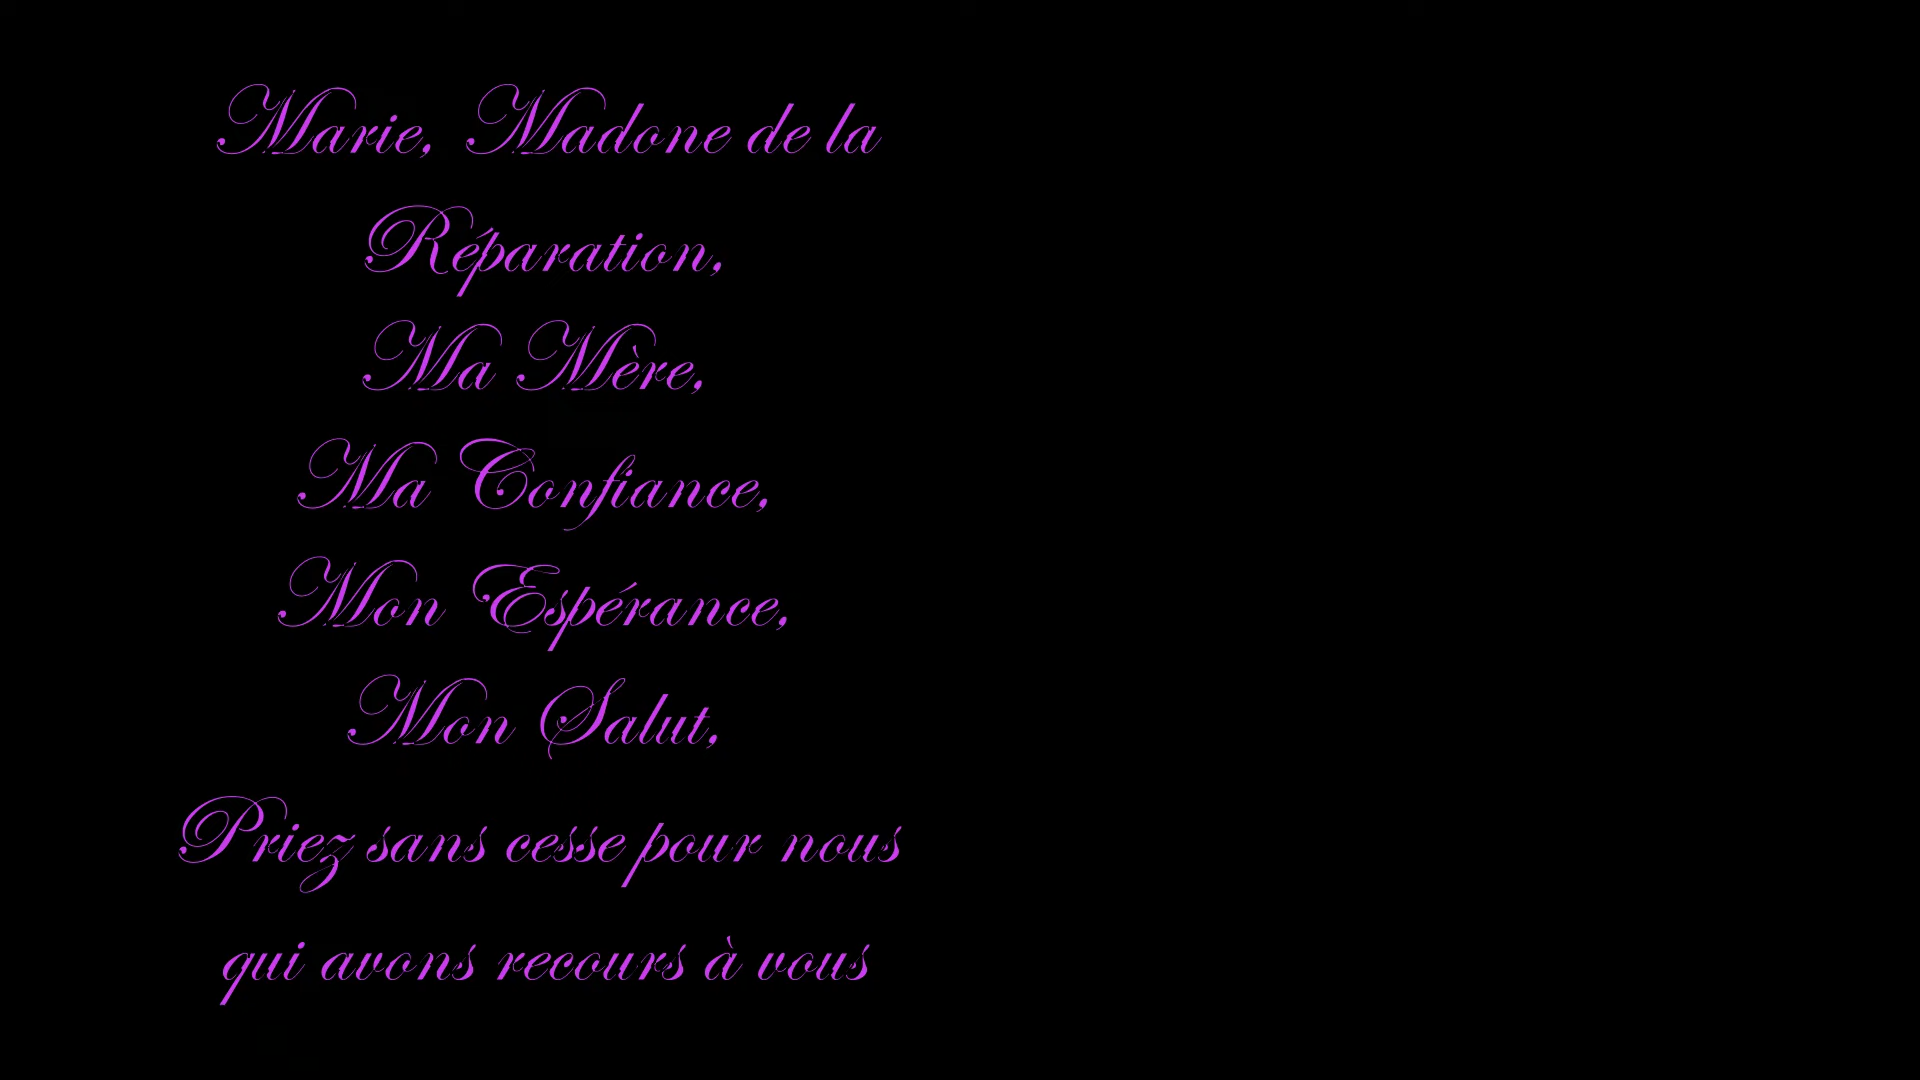 Marie, Madone de la
Réparation,
Ma Mère,
Ma Confiance,
Mon Espérance,
Mon Salut,
Priez sans cesse pour nous
qui avons recours à vous